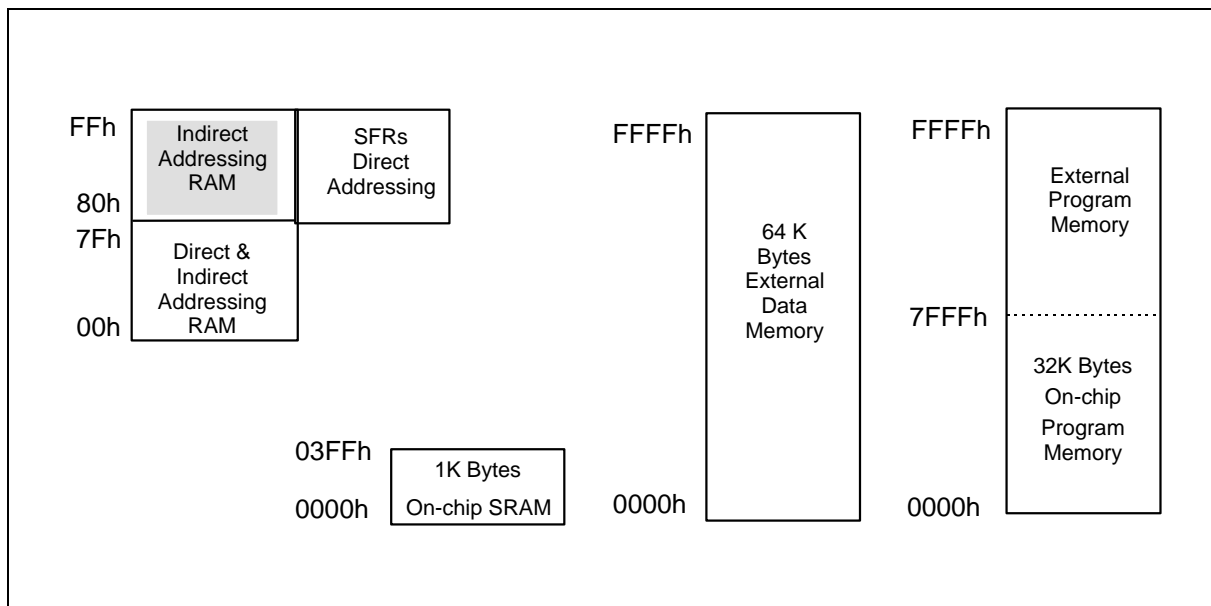 FFh
Indirect
Addressing
RAM
80h
SFRs
Direct
Addressing
7Fh
Direct &
Indirect
Addressing
RAM
00h
03FFh
1K Bytes
On-chip SRAM
0000h
FFFFh
64 K
Bytes
External
Data
Memory
0000h
FFFFh
External
Program
Memory
7FFFh
32K Bytes
On-chip
Program
Memory
0000h